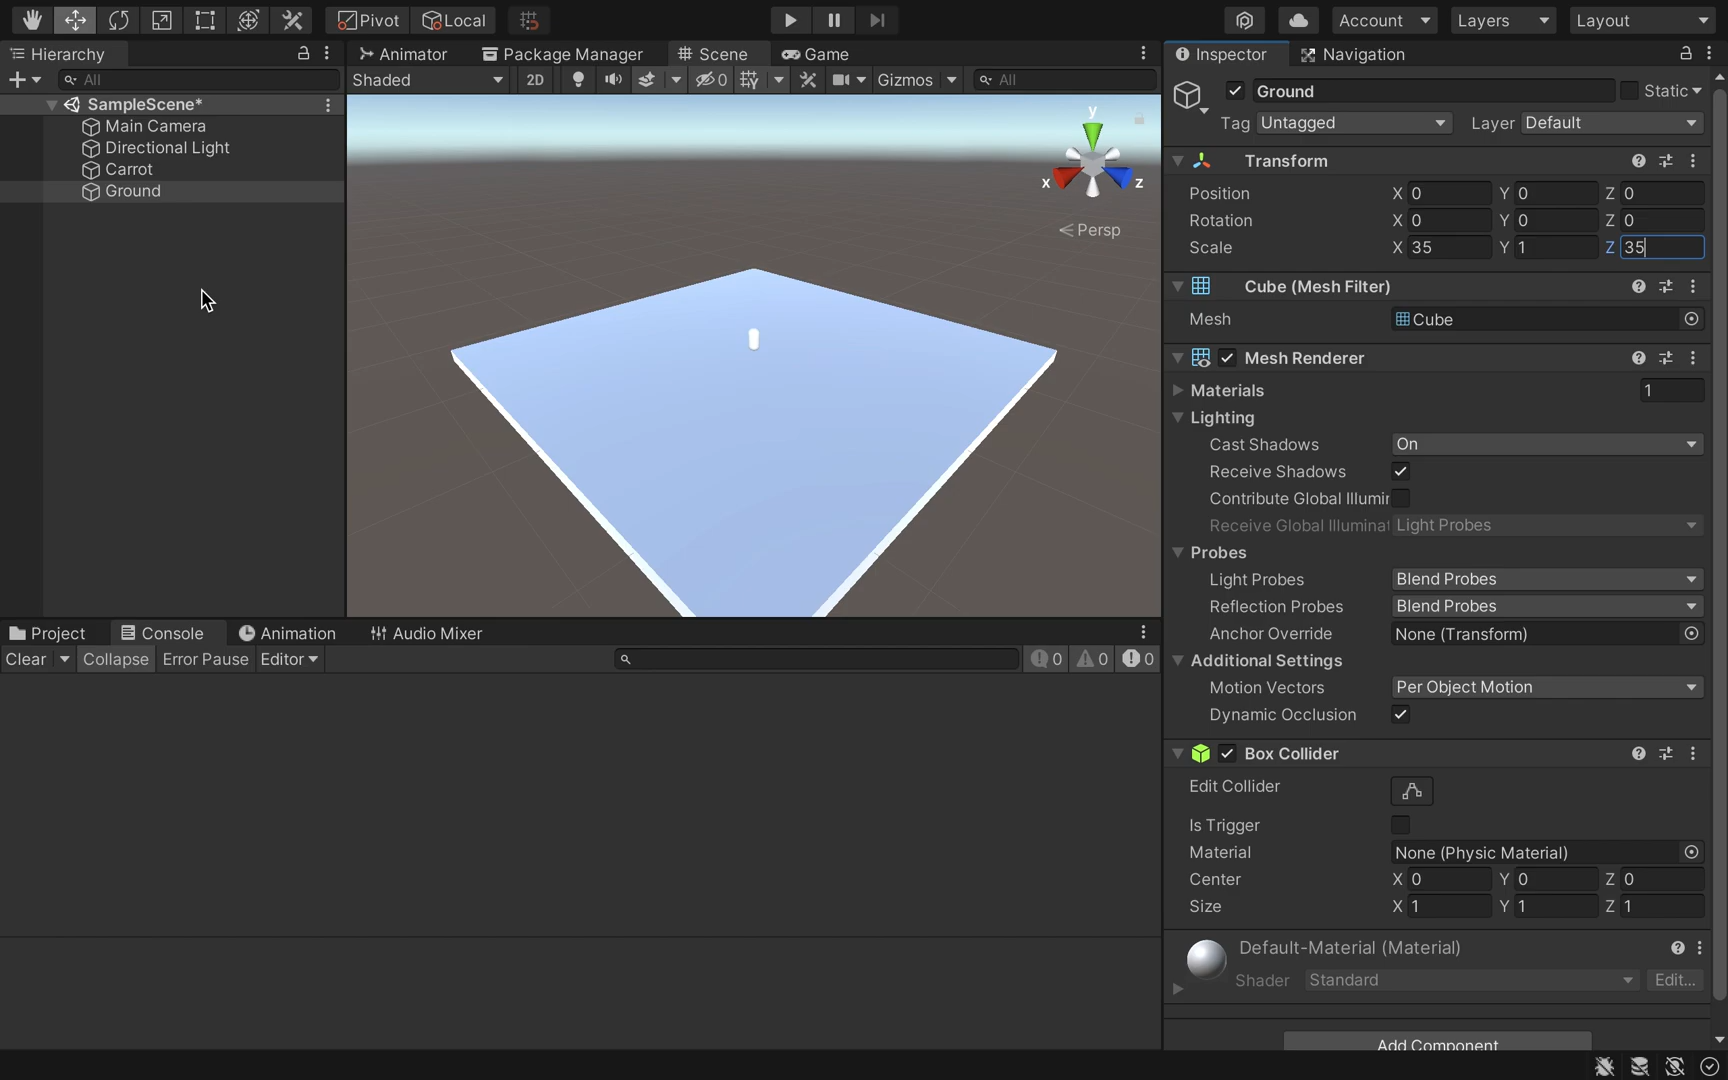 Pivot Local Account Layers Layout
Hierarchy Animator Package Manager Scene Game Inspector Navigation
All Shaded 2D 0 Gizmos All
SampleScene*
Main Camera
Directional Light
Carrot
Ground
y
x z
Persp
Ground Static
Tag Untagged Layer Default
Transform
Position X 0 Y 0 Z 0
Rotation X 0 Y 0 Z 0
Scale X 35 Y 1 Z 35
Cube (Mesh Filter)
Mesh Cube
Mesh Renderer
Materials 1
Lighting
Cast Shadows On
Receive Shadows
Contribute Global Illumin
Receive Global Illuminat Light Probes
Probes
Light Probes Blend Probes
Reflection Probes Blend Probes
Anchor Override None (Transform)
Additional Settings
Motion Vectors Per Object Motion
Dynamic Occlusion
Box Collider
Edit Collider
Is Trigger
Material None (Physic Material)
Center X 0 Y 0 Z 0
Size X 1 Y 1 Z 1
Default-Material (Material)
Shader Standard Edit...
Add Component
Project Console Animation Audio Mixer
Clear Collapse Error Pause Editor 0 0 0